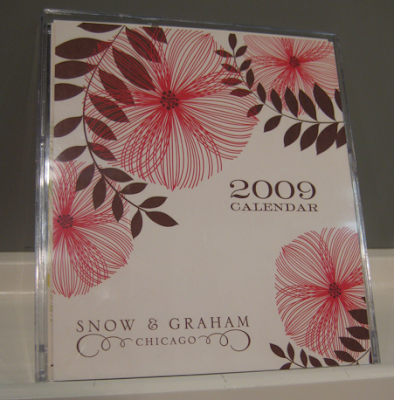 2009
CALENDAR
SNOW & GRAHAM
CHICAGO